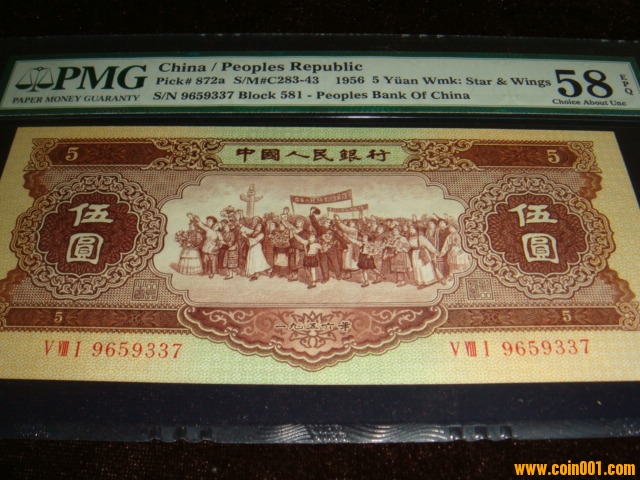 PMG
PAPER MONEY GUARANTY
China / Peoples Republic
Pick# 872a S/M#C283-43 1956 5 Yüan Wmk: Star & Wings
S/N 9659337 Block 581 - Peoples Bank Of China
58 EPQ
Choice About Unc
5 中國人民銀行 5
伍圓 伍圓
5 一九五六年 5
V VIII I 9659337 V VIII I 9659337
www.coin001.com